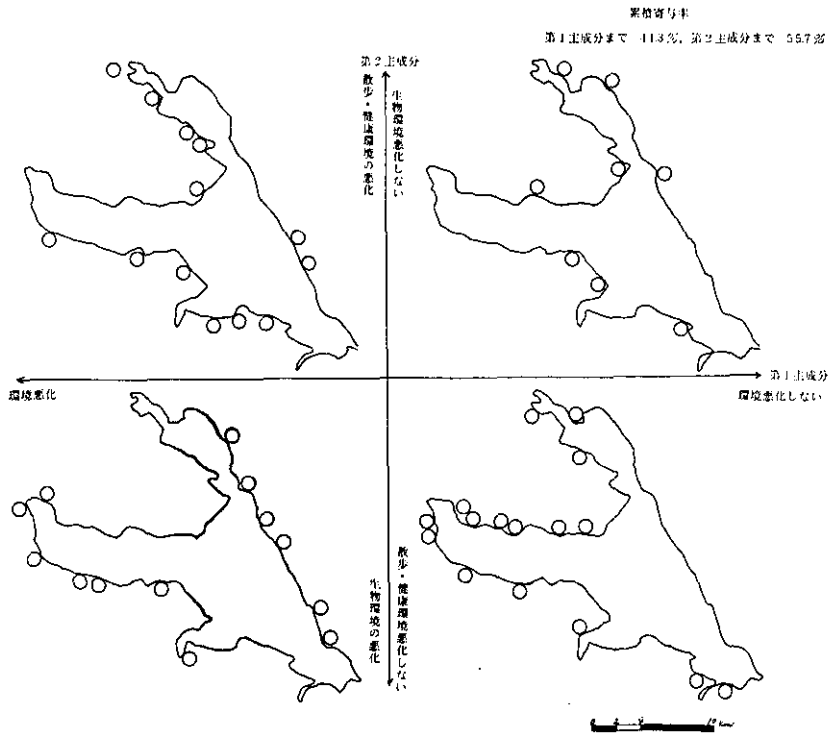 累積寄与率
第1主成分まで 41.3%, 第2主成分まで 55.7%
第2主成分
散歩・健康環境の悪化
生物環境悪化しない
第1主成分
環境悪化
環境悪化しない
生物環境の悪化
散歩・健康環境悪化しない
10 Km